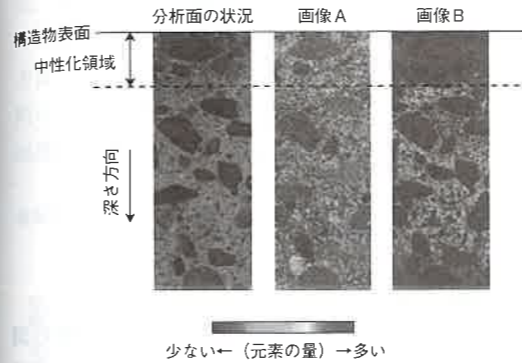 分析面の状況
画像A
画像B
構造物表面
中性化領域
深さ方向
少ない←（元素の量）→多い